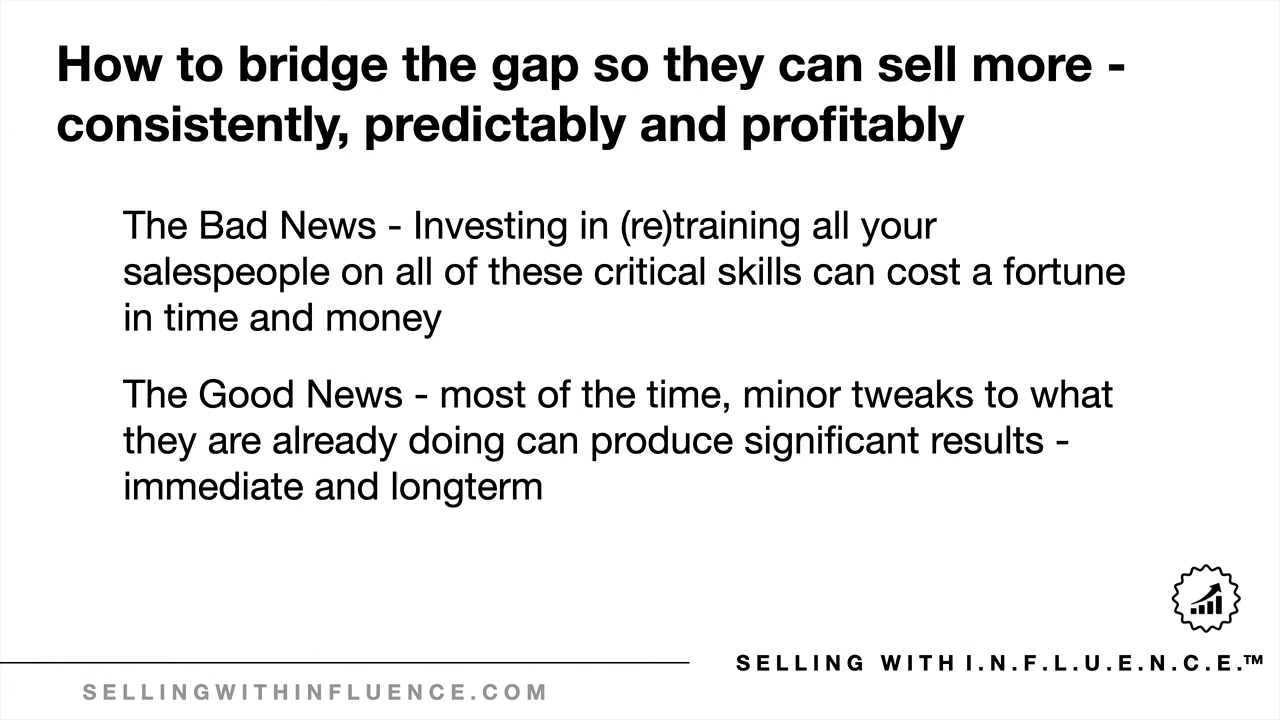 How to bridge the gap so they can sell more -
consistently, predictably and profitably
The Bad News - Investing in (re)training all your
salespeople on all of these critical skills can cost a fortune
in time and money
The Good News - most of the time, minor tweaks to what
they are already doing can produce significant results -
immediate and longterm
SELLING WITH I.N.F.L.U.E.N.C.E.™
SELLINGWITHINFLUENCE.COM